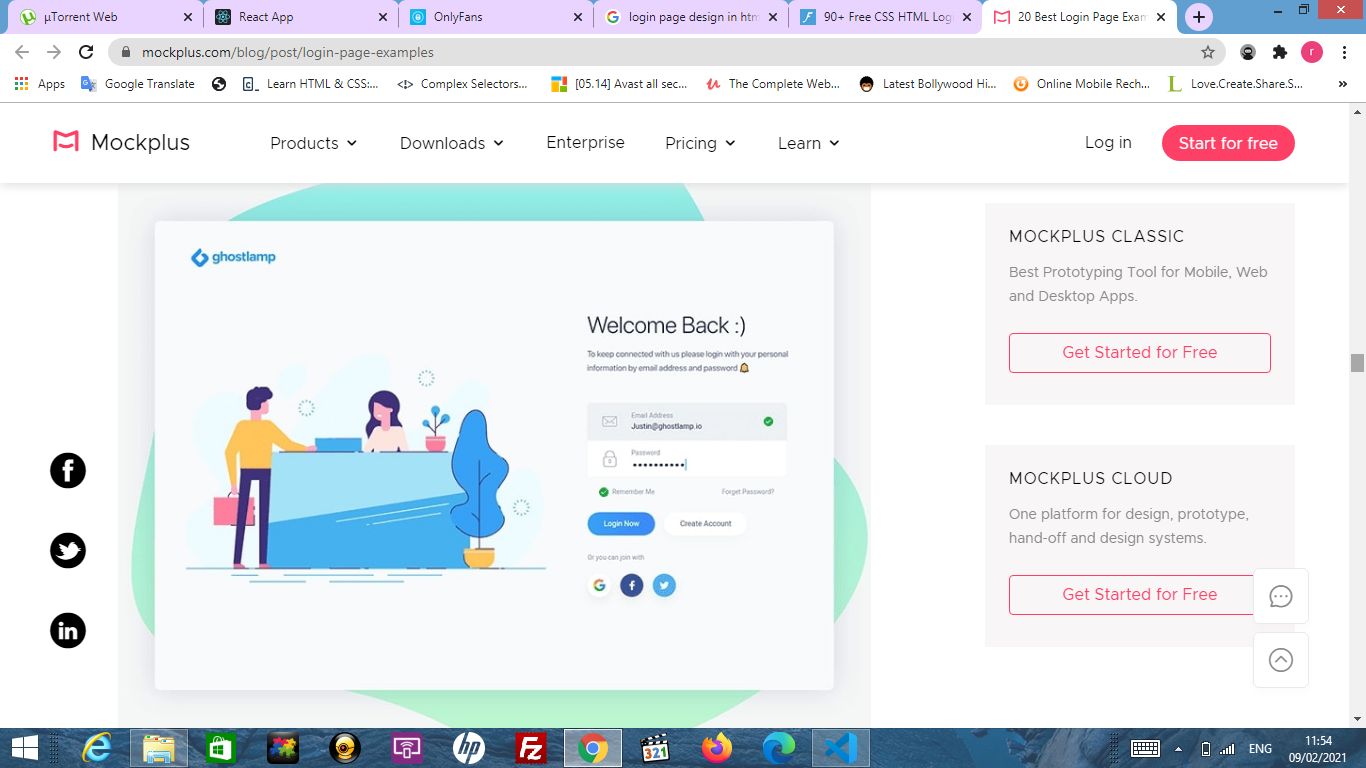 µTorrent Web
React App
OnlyFans
login page design in htm
90+ Free CSS HTML Logi
20 Best Login Page Exam
mockplus.com/blog/post/login-page-examples
r
Apps
Google Translate
Learn HTML & CSS:...
Complex Selectors...
[05.14] Avast all sec...
The Complete Web...
Latest Bollywood Hi...
Online Mobile Rech...
Love.Create.Share.S...
»
Mockplus
Products
Downloads
Enterprise
Pricing
Learn
Log in
Start for free
ghostlamp
Welcome Back :)
To keep connected with us please login with your personal
information by email address and password 🔔
Email Address
Justin@ghostlamp.io
Password
Remember Me
Forget Password?
Login Now
Create Account
Or you can join with
MOCKPLUS CLASSIC
Best Prototyping Tool for Mobile, Web
and Desktop Apps.
Get Started for Free
MOCKPLUS CLOUD
One platform for design, prototype,
hand-off and design systems.
Get Started for Free
hp
FZ
321
ENG
11:54
09/02/2021